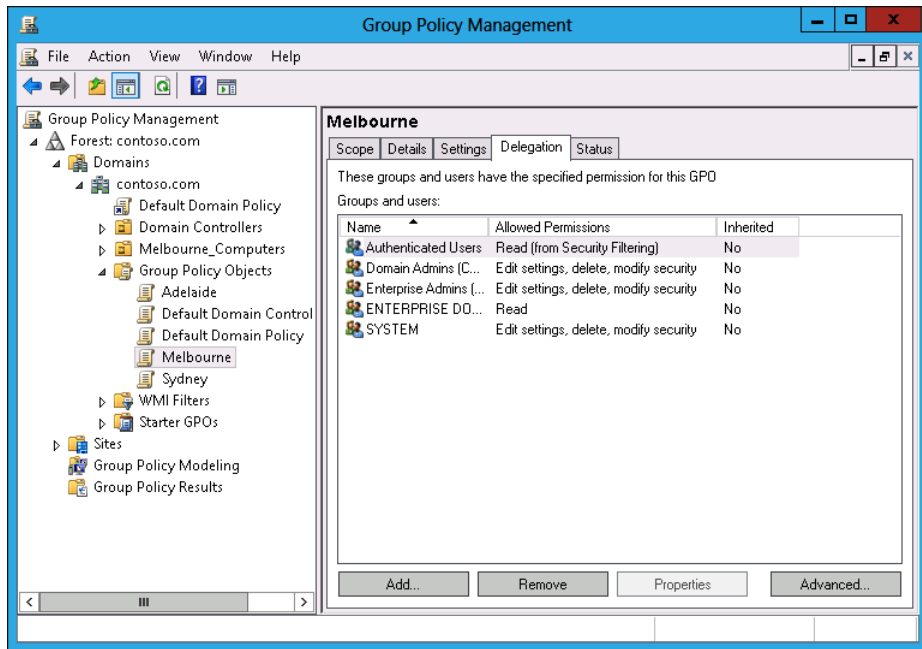 Group Policy Management
File Action View Window Help
Group Policy Management
Forest: contoso.com
Domains
contoso.com
Default Domain Policy
Domain Controllers
Melbourne_Computers
Group Policy Objects
Adelaide
Default Domain Control
Default Domain Policy
Melbourne
Sydney
WMI Filters
Starter GPOs
Sites
Group Policy Modeling
Group Policy Results
Melbourne
Scope Details Settings Delegation Status
These groups and users have the specified permission for this GPO
Groups and users:
Name Allowed Permissions Inherited
Authenticated Users Read (from Security Filtering) No
Domain Admins (C... Edit settings, delete, modify security No
Enterprise Admins (... Edit settings, delete, modify security No
ENTERPRISE DO... Read No
SYSTEM Edit settings, delete, modify security No
Add... Remove Properties Advanced...